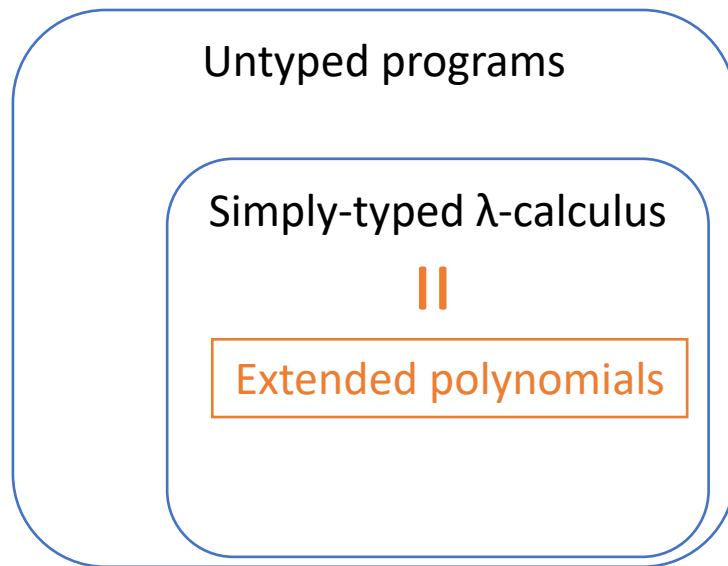 Untyped programs
Simply-typed λ-calculus
=
Extended polynomials